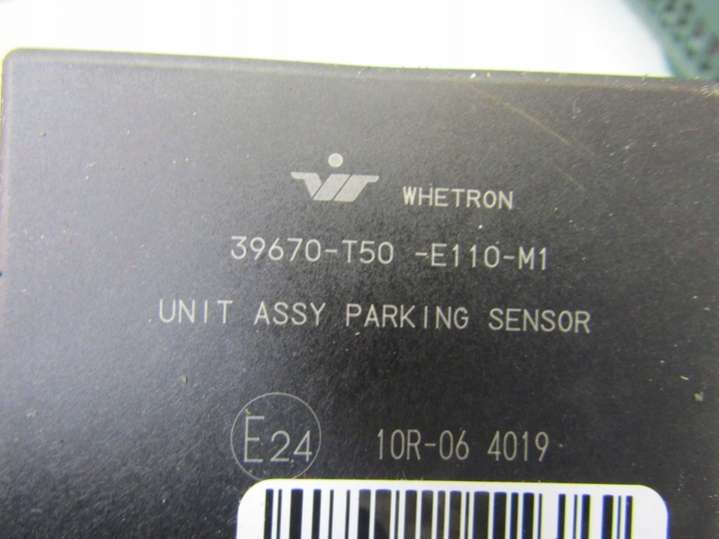 WHETRON
39670-T50 -E110-M1
UNIT ASSY PARKING SENSOR
E24 10R-06 4019